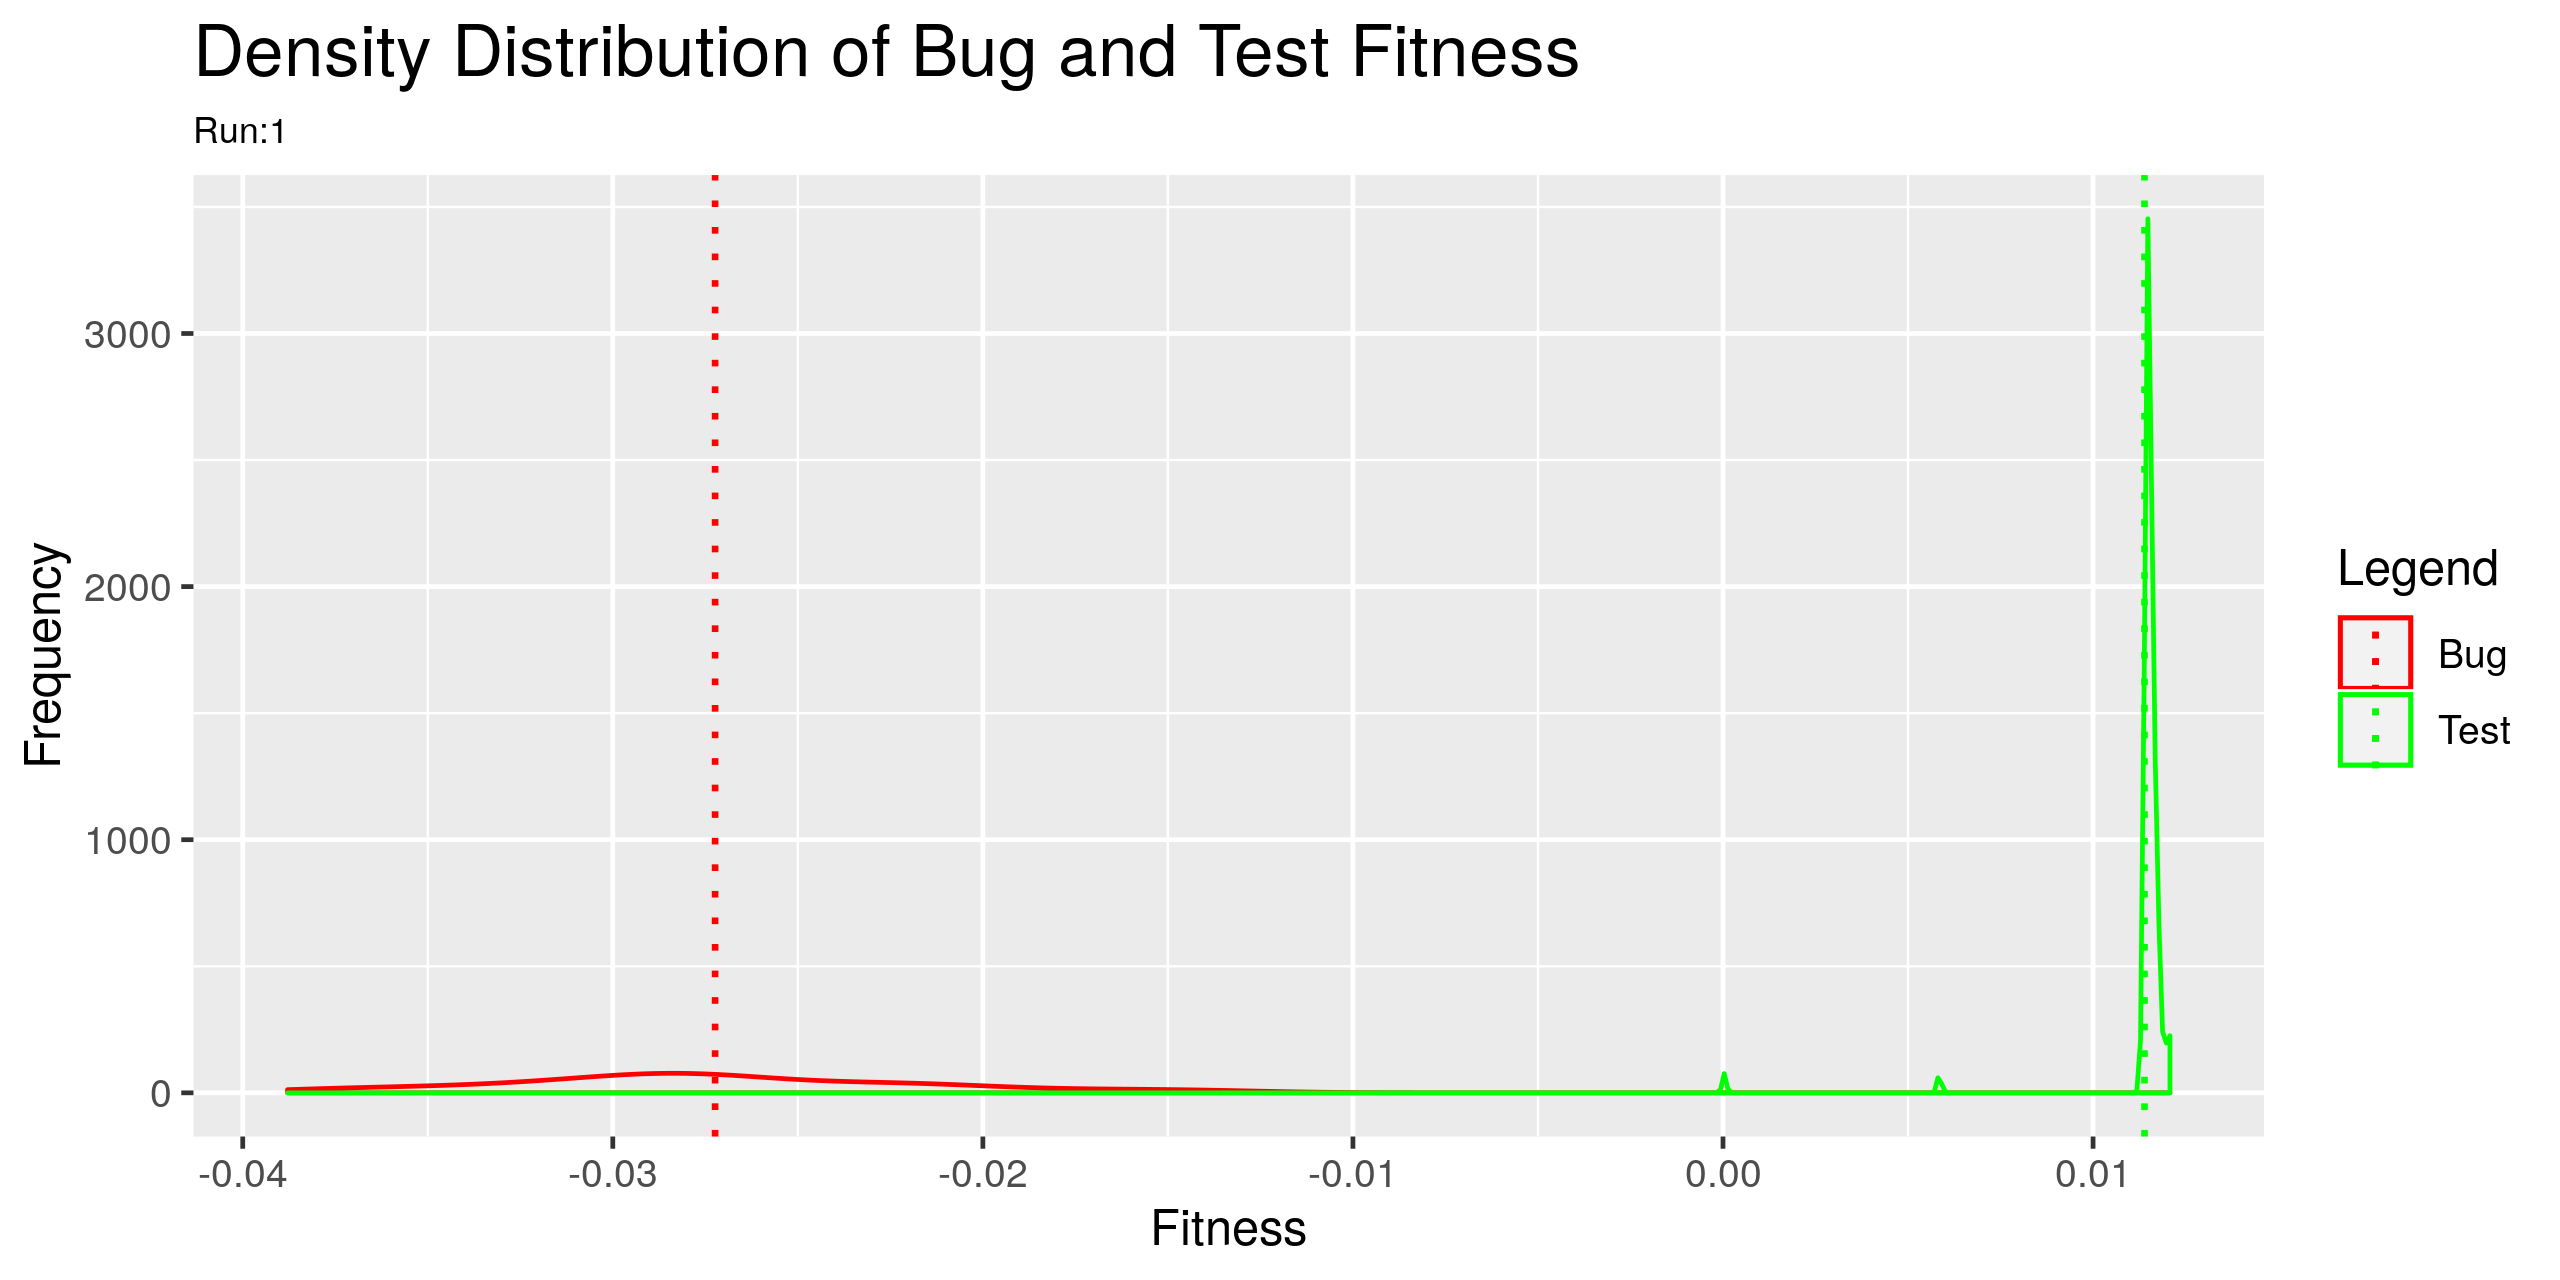 Density Distribution of Bug and Test Fitness
Run:1
Frequency
3000
2000
1000
0
-0.04 -0.03 -0.02 -0.01 0.00 0.01
Fitness
Legend
Bug
Test